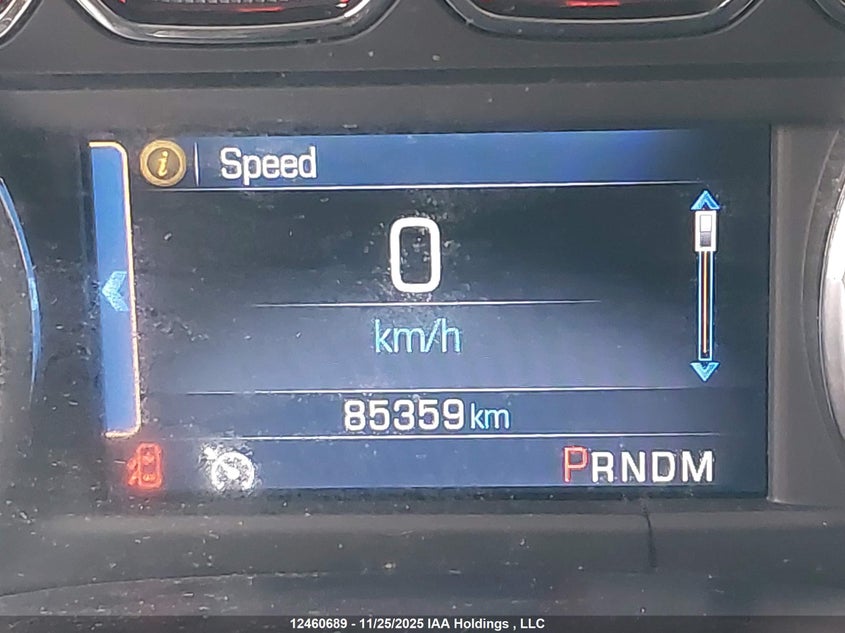 i Speed
0
km/h
85359 km
PRNDM
12460689 - 11/25/2025 IAA Holdings , LLC